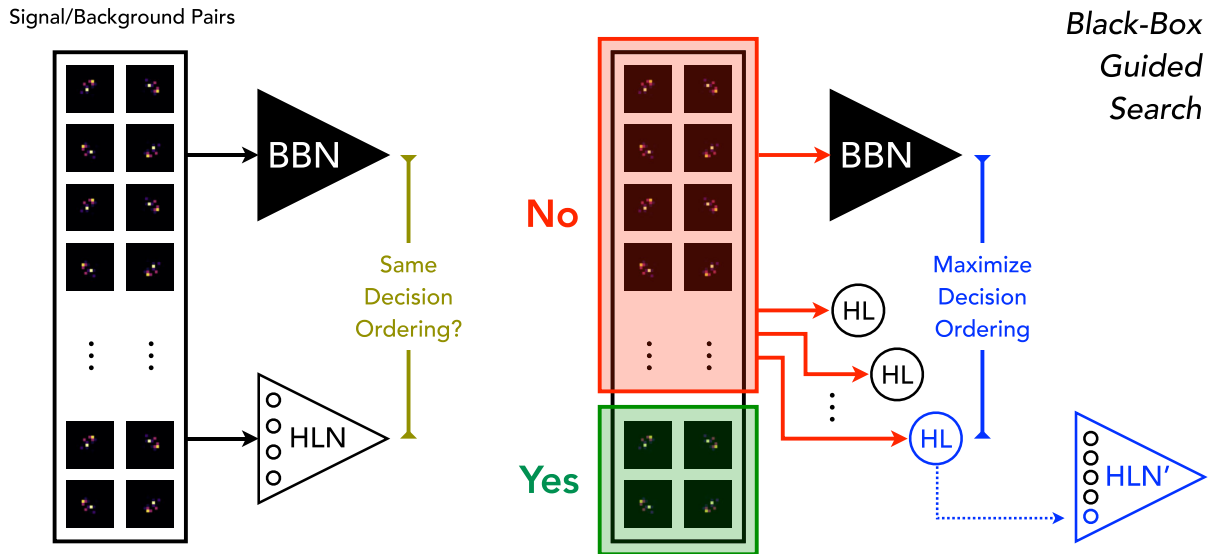 Signal/Background Pairs
BBN
Same
Decision
Ordering?
HLN
No
Yes
BBN
HL
HL
HL
Maximize
Decision
Ordering
HLN’
Black-Box
Guided
Search